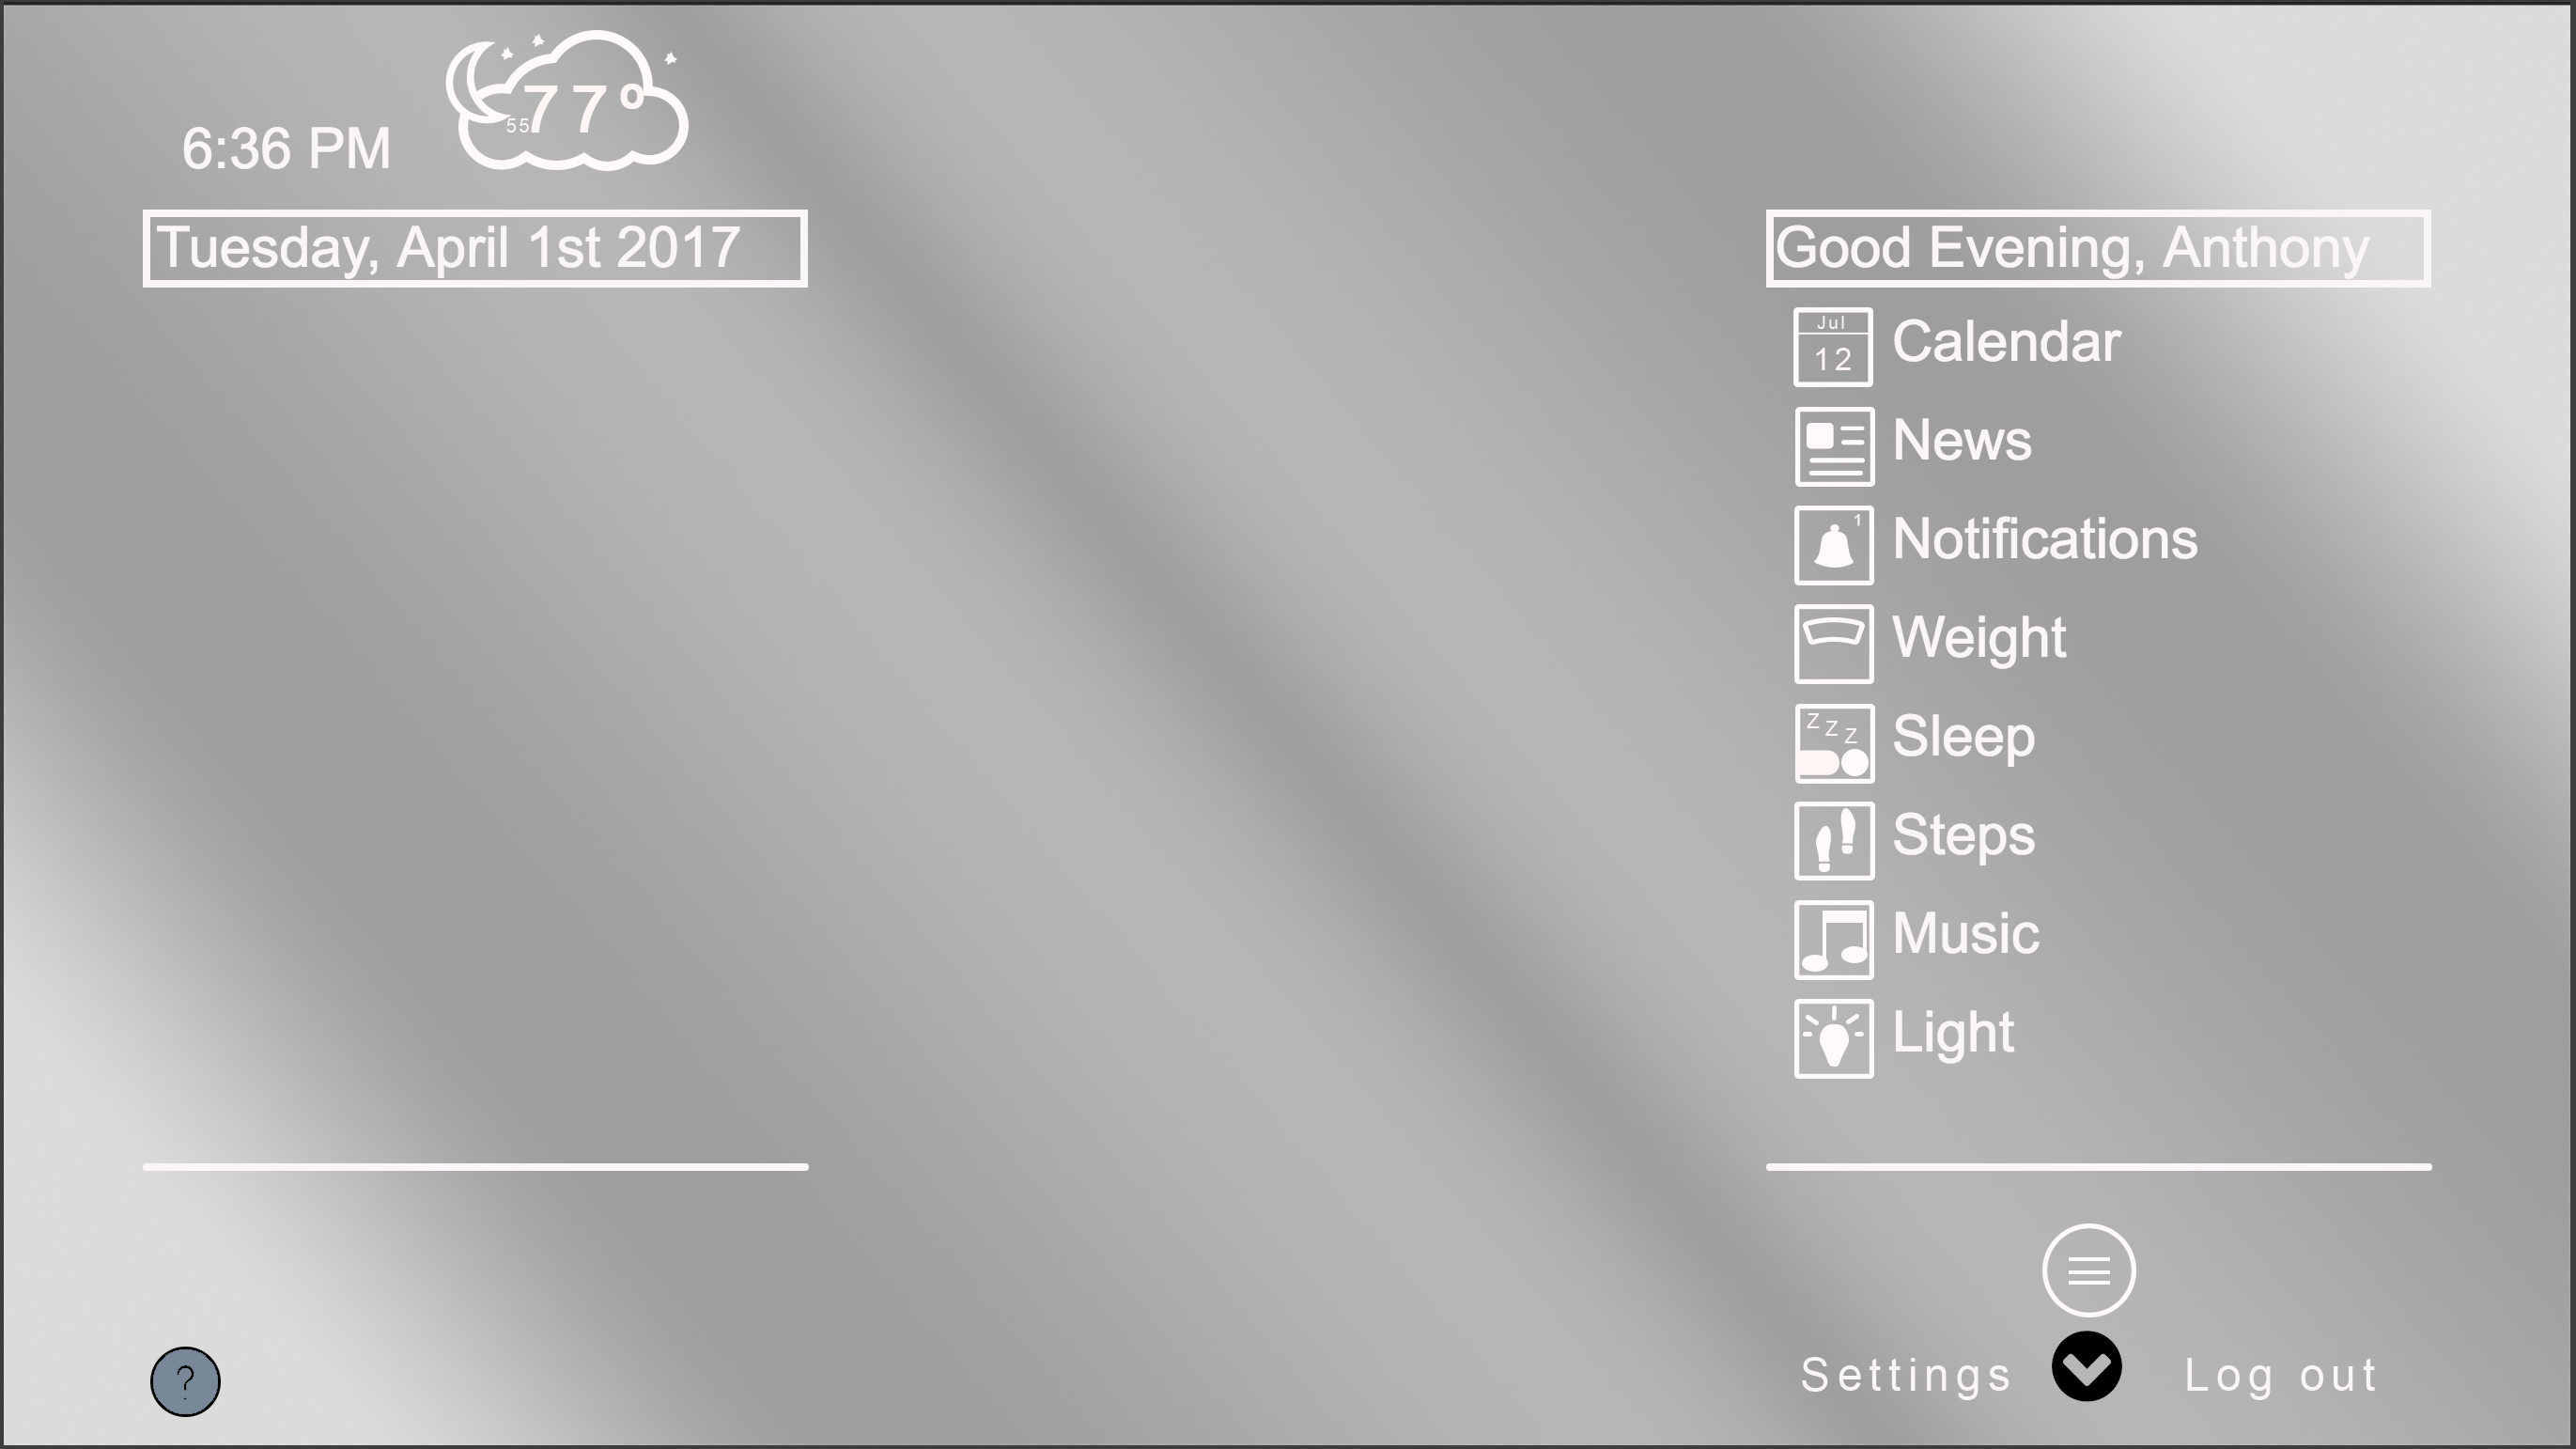 6:36 PM
55 77°
Tuesday, April 1st 2017
Good Evening, Anthony
Jul
12
Calendar
News
1
Notifications
Weight
Z Z Z
Sleep
Steps
Music
Light
?
Settings
Log out